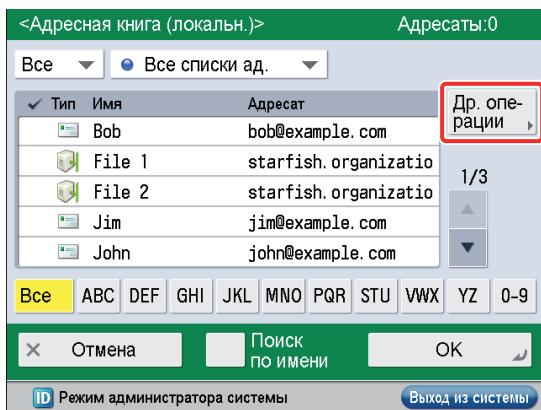 <Адресная книга (локальн.)> Адресаты:0
Все Все списки ад.
Тип Имя Адресат
Др. опе-
рации
Bob bob@example.com
File 1 starfish.organizatio
File 2 starfish.organizatio
1/3
Jim jim@example.com
John john@example.com
Все ABC DEF GHI JKL MNO PQR STU VWX YZ 0-9
Отмена
Поиск
по имени
OK
ID Режим администратора системы Выход из системы